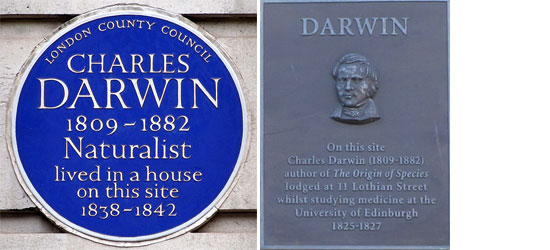 LONDON COUNTY COUNCIL
CHARLES
DARWIN
1809-1882
Naturalist
lived in a house
on this site
1838-1842
DARWIN
On this site
Charles Darwin (1809-1882)
author of The Origin of Species
lodged at 11 Lothian Street
whilst studying medicine at the
University of Edinburgh
1825-1827